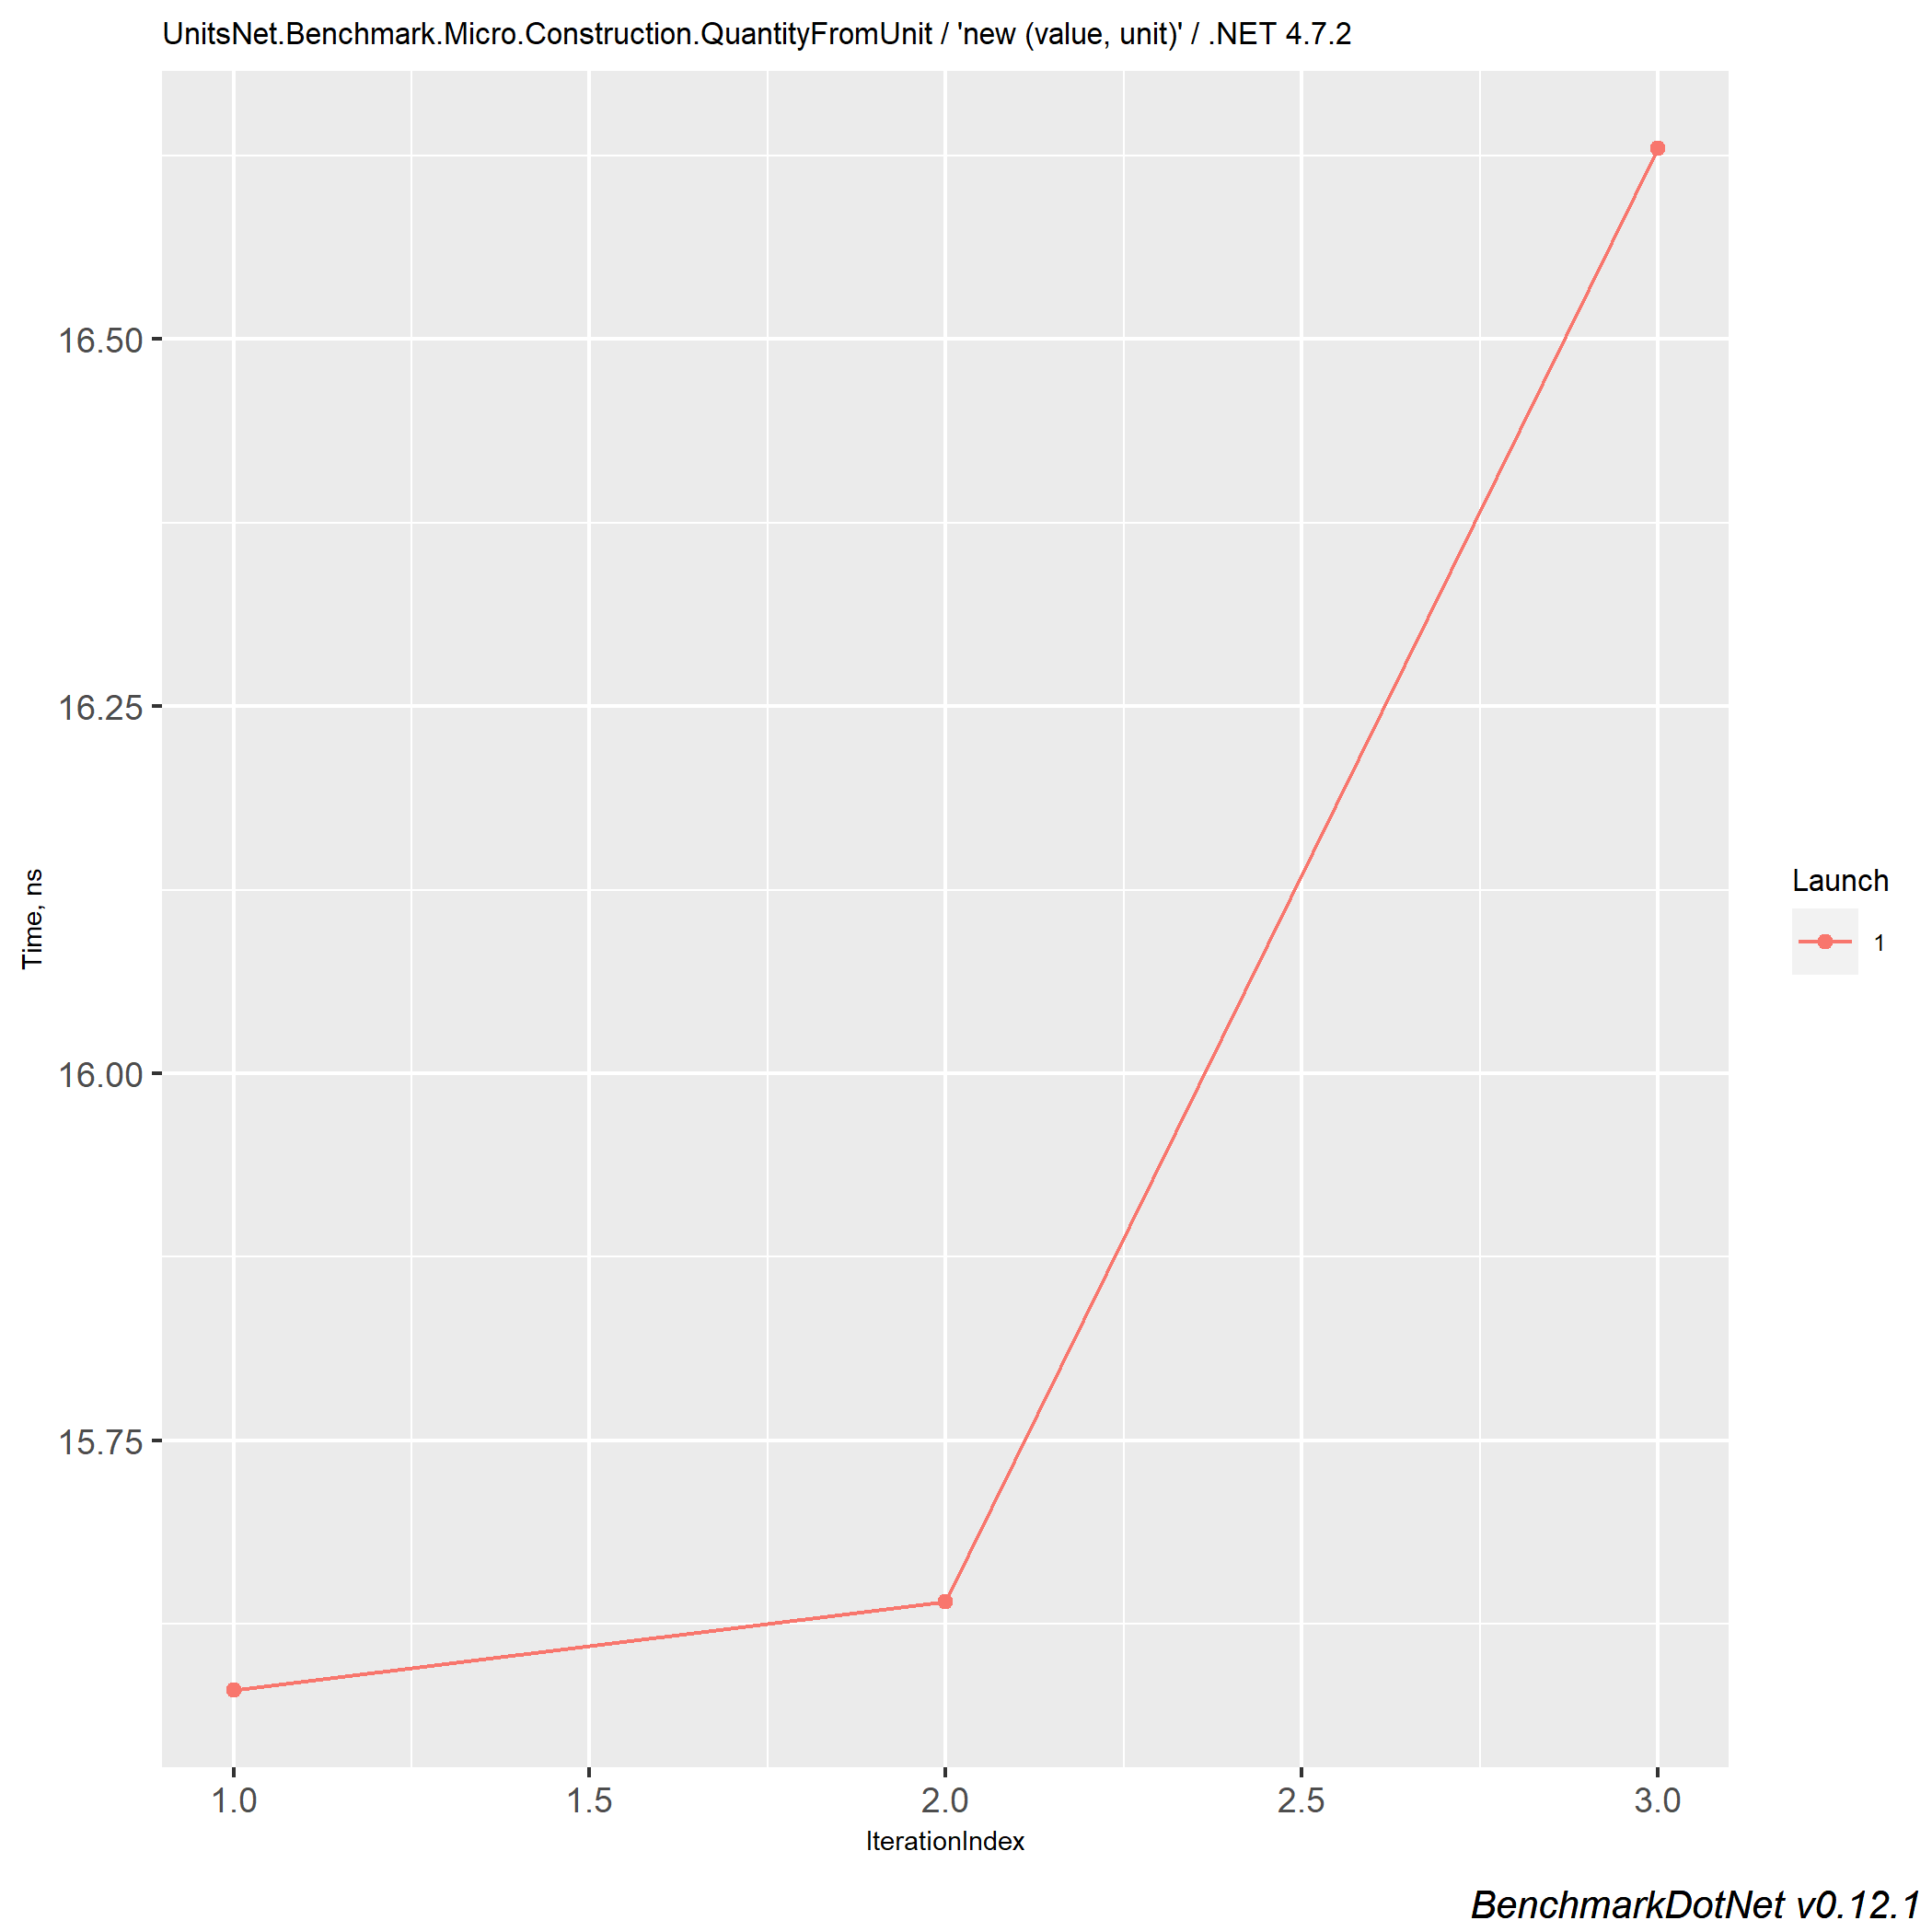 UnitsNet.Benchmark.Micro.Construction.QuantityFromUnit / 'new (value, unit)' / .NET 4.7.2
16.50
16.25
16.00
15.75
Time, ns
1.0 1.5 2.0 2.5 3.0
IterationIndex
Launch
1
BenchmarkDotNet v0.12.1